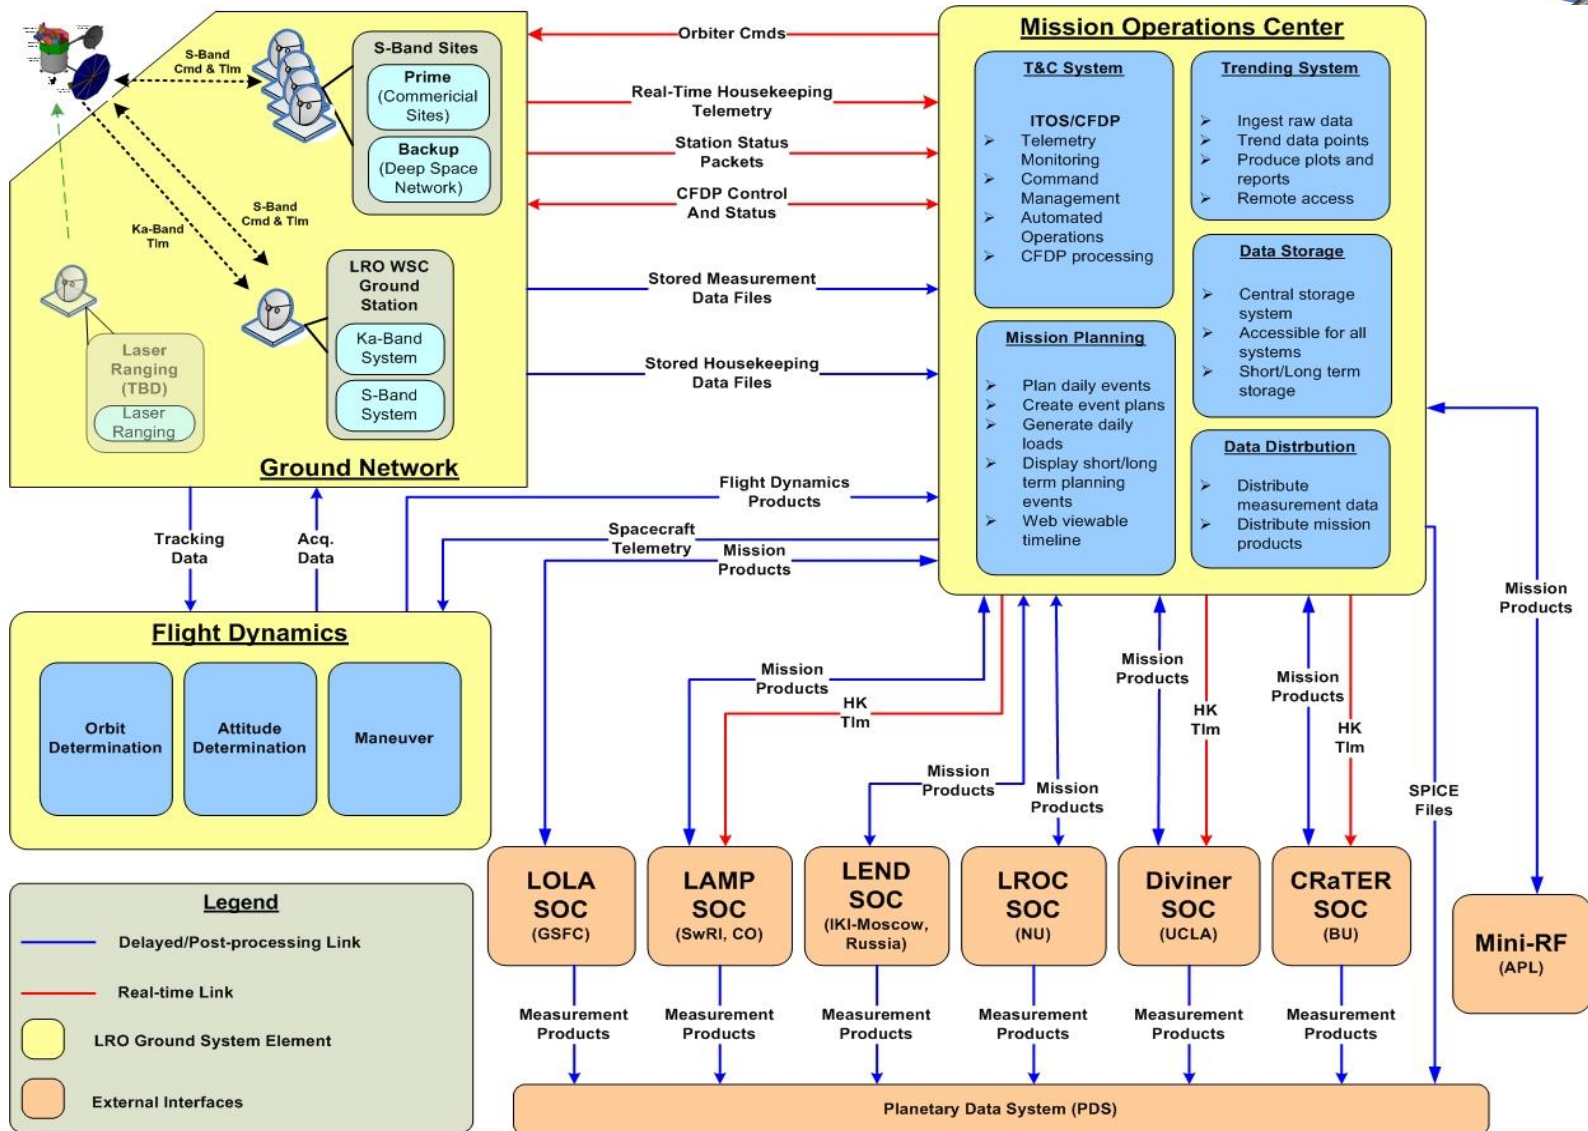 S-Band
Cmd & Tlm
S-Band
Cmd & Tlm
Ka-Band
Tlm
S-Band Sites
Prime
(Commericial
Sites)
Backup
(Deep Space
Network)
LRO WSC
Ground
Station
Ka-Band
System
S-Band
System
Laser
Ranging
(TBD)
Laser
Ranging
Ground Network
Orbiter Cmds
Real-Time Housekeeping
Telemetry
Station Status
Packets
CFDP Control
And Status
Stored Measurement
Data Files
Stored Housekeeping
Data Files
Flight Dynamics
Products
Spacecraft
Telemetry
Mission
Products
Mission Operations Center
T&C System
ITOS/CFDP
➢ Telemetry
Monitoring
➢ Command
Management
➢ Automated
Operations
➢ CFDP processing
Trending System
➢ Ingest raw data
➢ Trend data points
➢ Produce plots and
reports
➢ Remote access
Data Storage
➢ Central storage
system
➢ Accessible for all
systems
➢ Short/Long term
storage
Mission Planning
➢ Plan daily events
➢ Create event plans
➢ Generate daily
loads
➢ Display short/long
term planning
events
➢ Web viewable
timeline
Data Distrbution
➢ Distribute
measurement data
➢ Distribute mission
products
Tracking
Data
Acq.
Data
Flight Dynamics
Orbit
Determination
Attitude
Determination
Maneuver
Mission
Products
HK
Tlm
Mission
Products
Mission
Products
Mission
Products
HK
Tlm
Mission
Products
HK
Tlm
SPICE
Files
Mission
Products
LOLA
SOC
(GSFC)
LAMP
SOC
(SwRI, CO)
LEND
SOC
(IKI-Moscow,
Russia)
LROC
SOC
(NU)
Diviner
SOC
(UCLA)
CRaTER
SOC
(BU)
Mini-RF
(APL)
Measurement
Products
Measurement
Products
Measurement
Products
Measurement
Products
Measurement
Products
Measurement
Products
Planetary Data System (PDS)
Legend
Delayed/Post-processing Link
Real-time Link
LRO Ground System Element
External Interfaces